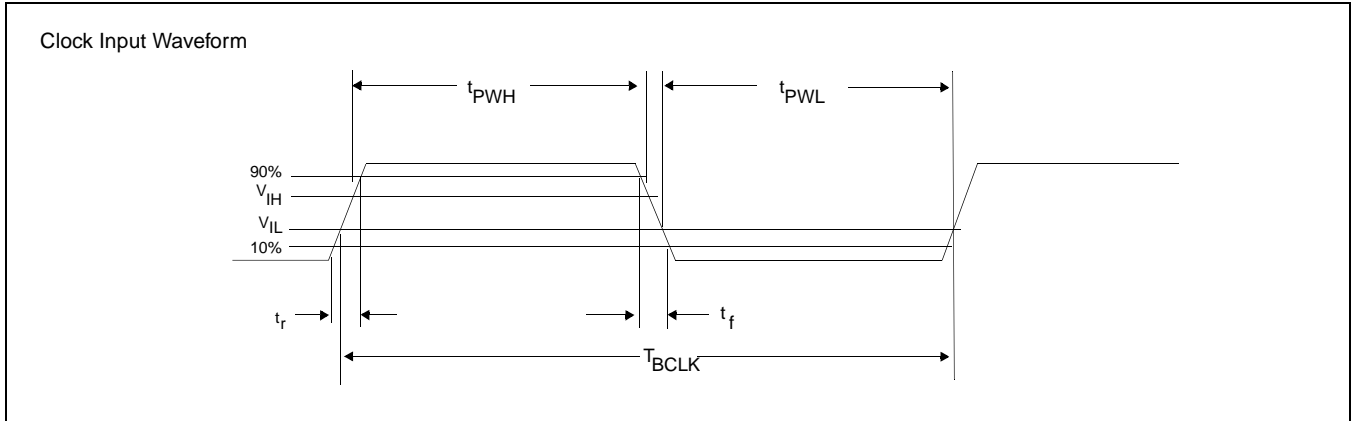 Clock Input Waveform
tPWH
tPWL
90%
VIH
VIL
10%
tr
tf
TBCLK